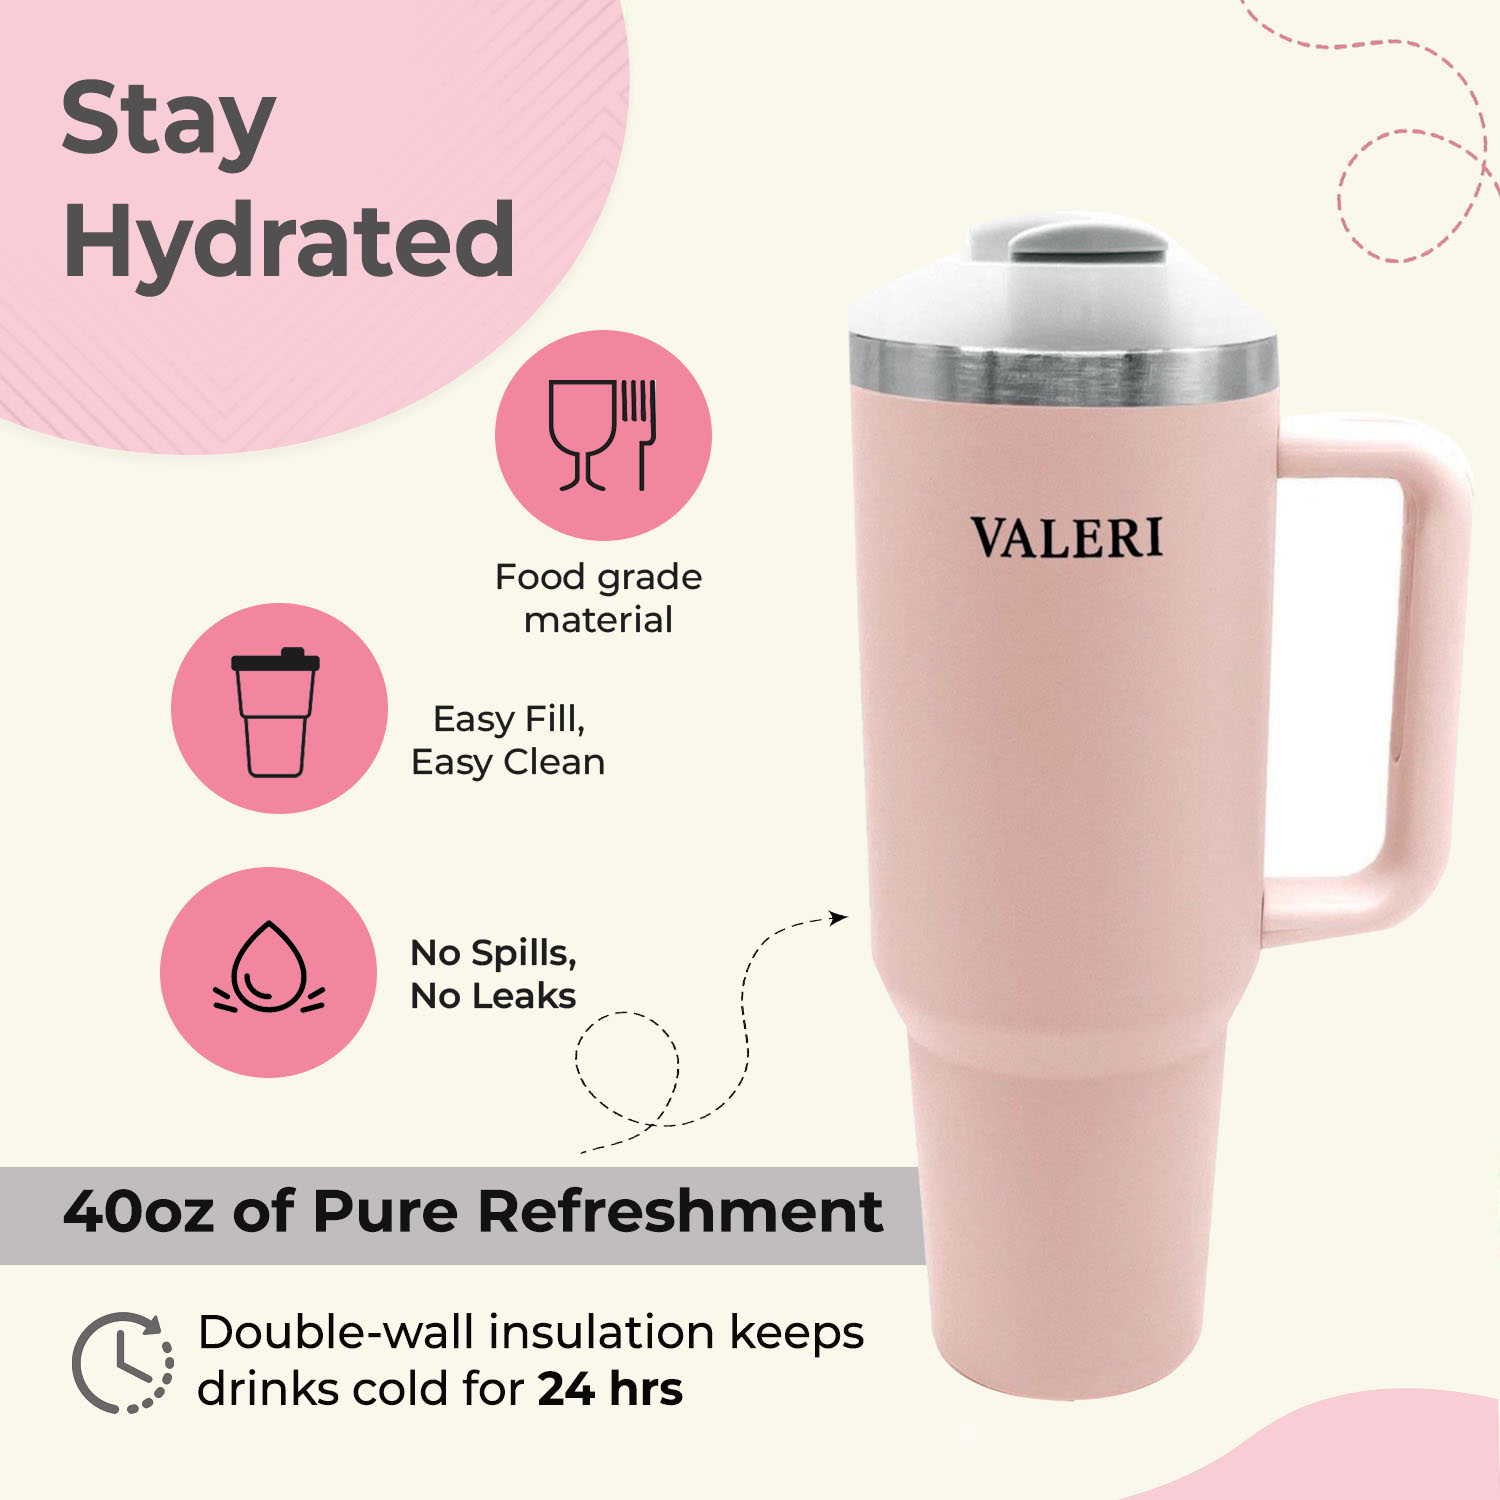 Stay
Hydrated
Food grade
material
VALERI
Easy Fill,
Easy Clean
No Spills,
No Leaks
40oz of Pure Refreshment
Double-wall insulation keeps
drinks cold for 24 hrs